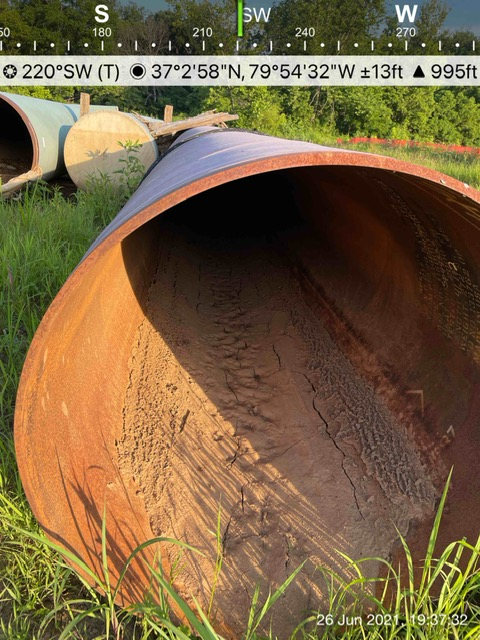 S SW W
50 180 210 240 270
220°SW (T) 37°2'58"N, 79°54'32"W ±13ft ▲ 995ft
26 Jun 2021, 19:37:32